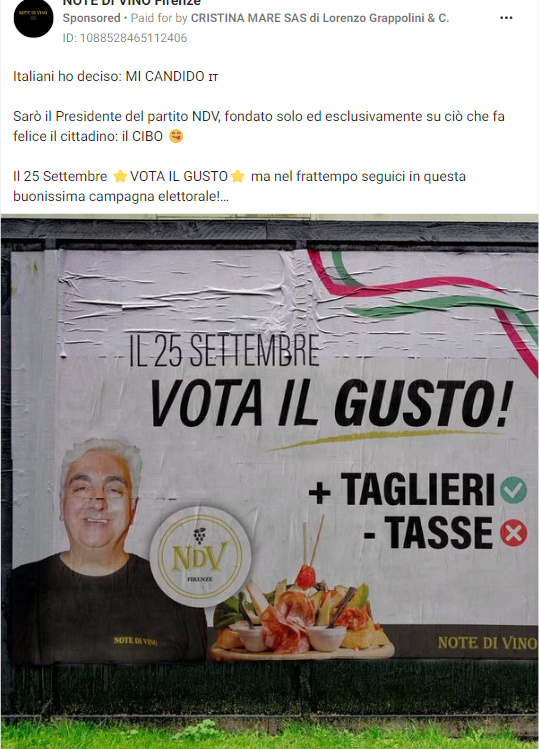 NOTE DI VINO Firenze
Sponsored • Paid for by CRISTINA MARE SAS di Lorenzo Grappolini & C.
ID: 1088528465112406
Italiani ho deciso: MI CANDIDO 🇮🇹
Sarò il Presidente del partito NDV, fondato solo ed esclusivamente su ciò che fa
felice il cittadino: il CIBO 😋
Il 25 Settembre ⭐VOTA IL GUSTO⭐ ma nel frattempo seguici in questa
buonissima campagna elettorale!...
IL 25 SETTEMBRE
VOTA IL GUSTO!
+ TAGLIERI
- TASSE
NDV
FIRENZE
NOTE DI VINO
NOTE DI VINO